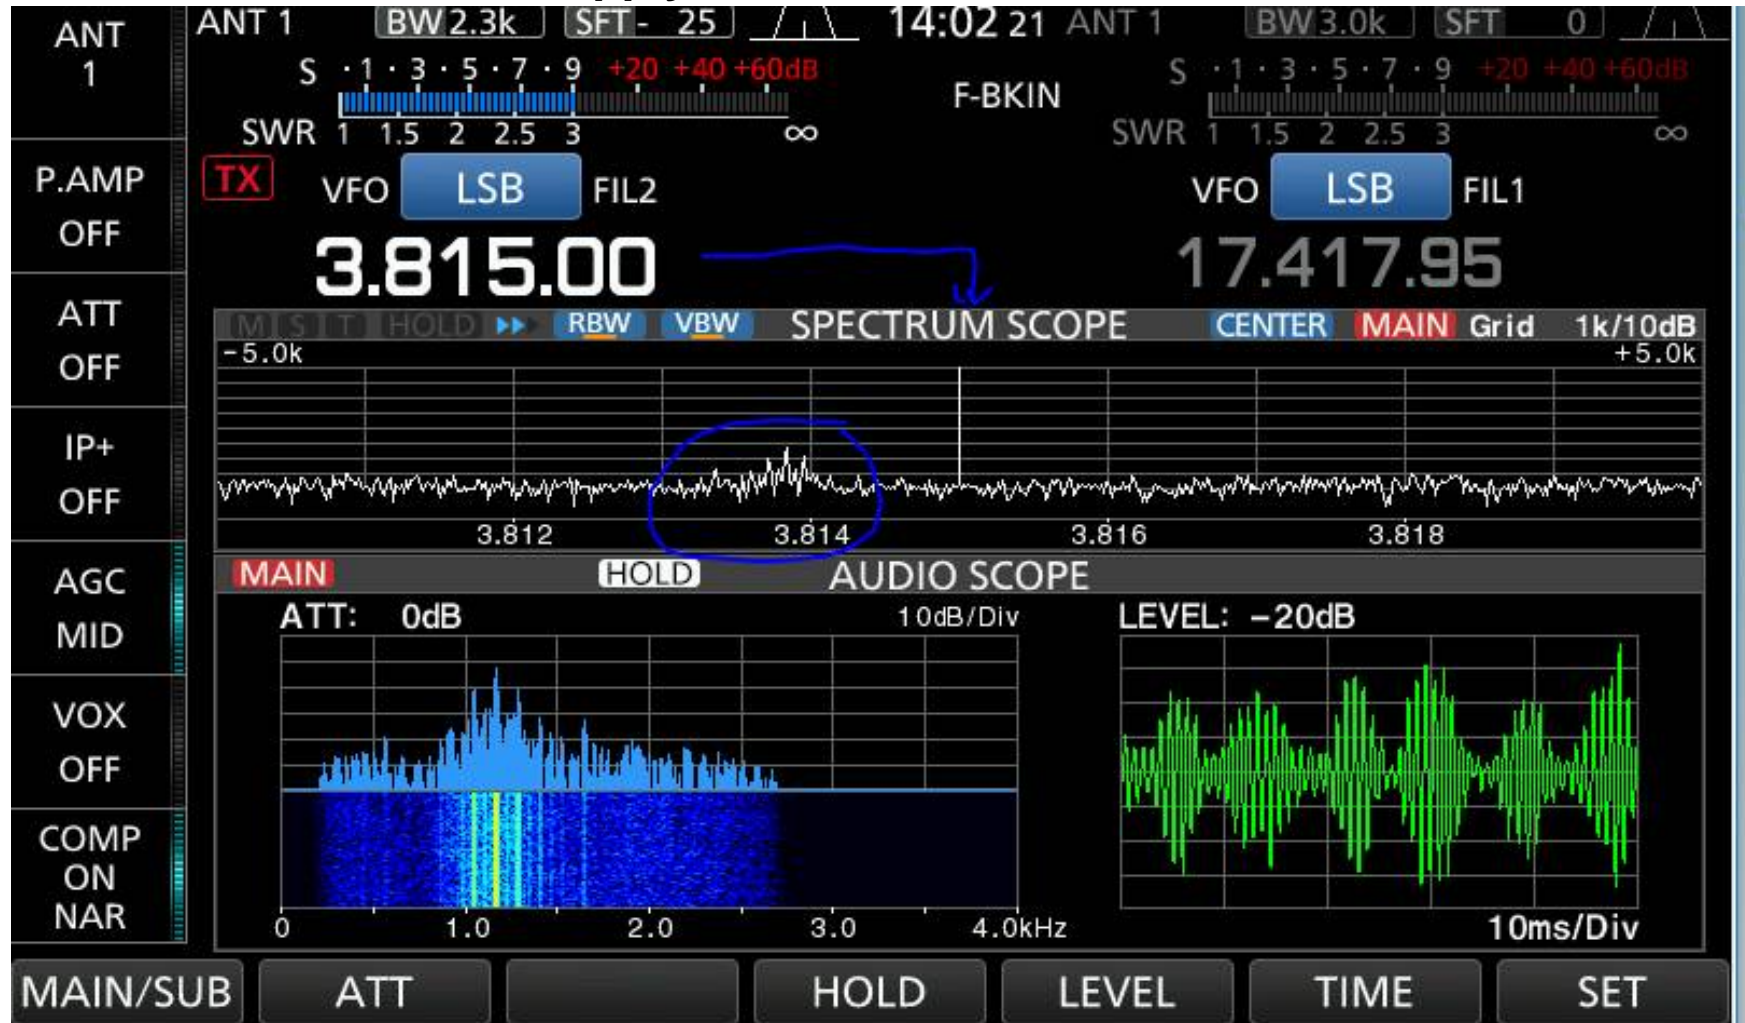 ANT
1
ANT 1 BW 2.3k SFT - 25 14:02 21 ANT 1 BW 3.0k SFT 0
S ·1·3·5·7·9 +20 +40 +60dB
S ·1·3·5·7·9 +20 +40 +60dB
F-BKIN
SWR 1 1.5 2 2.5 3 ∞
SWR 1 1.5 2 2.5 3 ∞
P.AMP
OFF
TX VFO LSB FIL2
VFO LSB FIL1
3.815.00
17.417.95
ATT
OFF
M S T HOLD RBW VBW SPECTRUM SCOPE CENTER MAIN Grid 1k/10dB
-5.0k +5.0k
IP+
OFF
3.812 3.814 3.816 3.818
AGC
MID
MAIN HOLD AUDIO SCOPE
ATT: 0dB 10dB/Div LEVEL: -20dB
VOX
OFF
COMP
ON
NAR
0 1.0 2.0 3.0 4.0kHz
10ms/Div
MAIN/SUB ATT HOLD LEVEL TIME SET